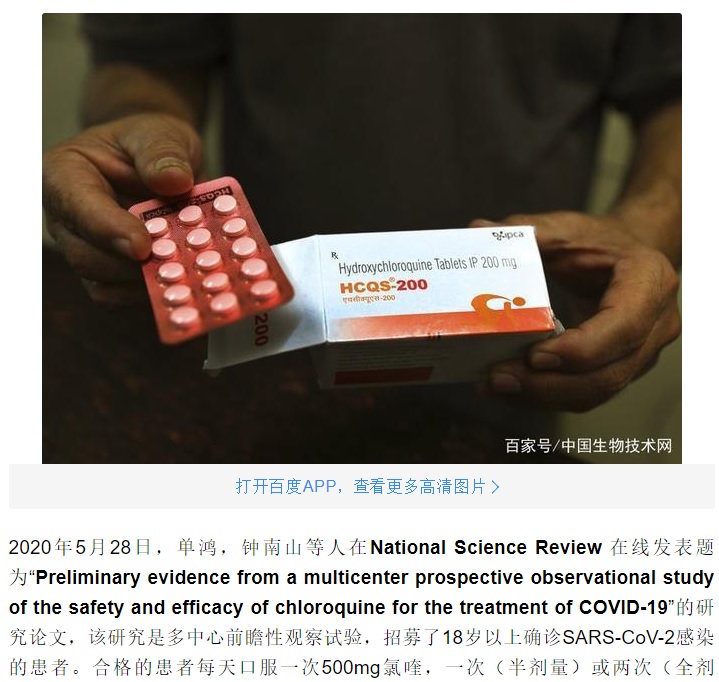 HCQS-200
ipca
Rx
Hydroxychloroquine Tablets IP 200 mg
HCQS®-200
एचसीक्यूएस-200
200
百家号/中国生物技术网
打开百度APP，查看更多高清图片 >
2020年5月28日，单鸿，钟南山等人在National Science Review 在线发表题
为“Preliminary evidence from a multicenter prospective observational study
of the safety and efficacy of chloroquine for the treatment of COVID-19”的研
究论文，该研究是多中心前瞻性观察试验，招募了18岁以上确诊SARS-CoV-2感染
的患者。合格的患者每天口服一次500mg氯喹，一次（半剂量）或两次（全剂